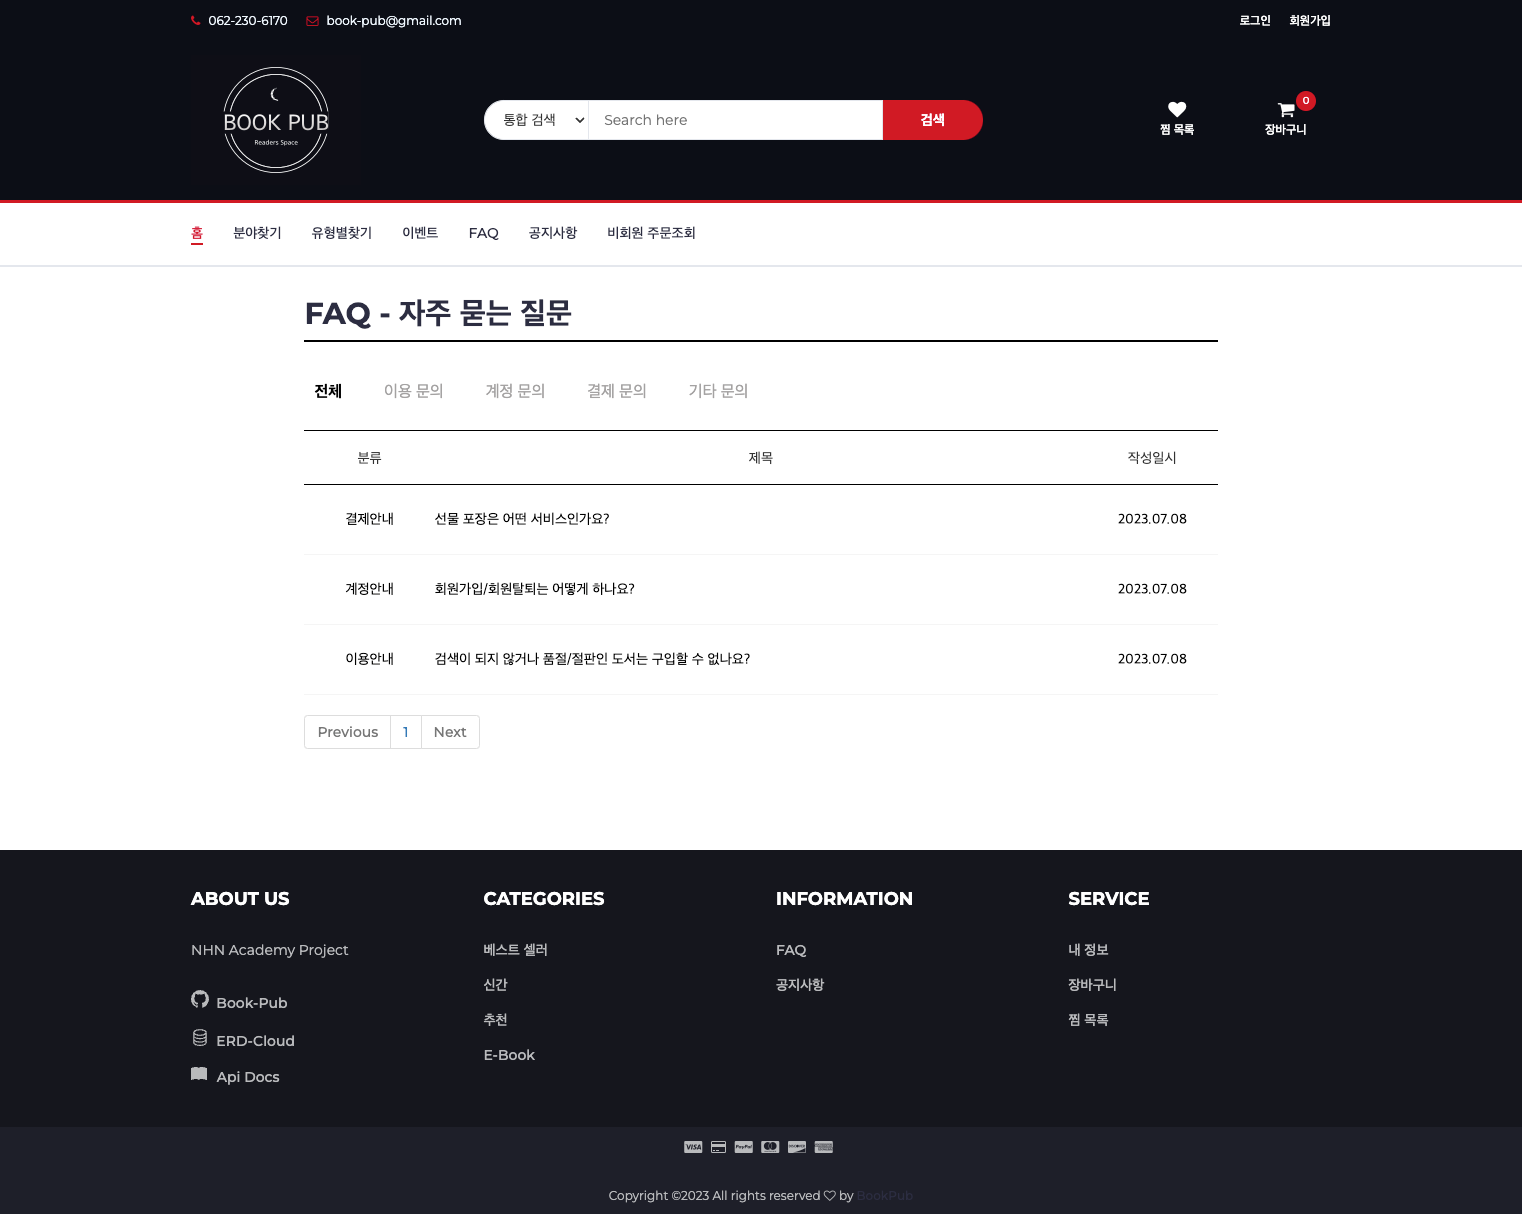 062-230-6170 book-pub@gmail.com 로그인 회원가입
BOOK PUB
Readers Space
통합 검색 Search here 검색
0
찜 목록 장바구니
홈 분야찾기 유형별찾기 이벤트 FAQ 공지사항 비회원 주문조회
FAQ - 자주 묻는 질문
전체 이용 문의 계정 문의 결제 문의 기타 문의
분류 제목 작성일시
결제안내 선물 포장은 어떤 서비스인가요? 2023.07.08
계정안내 회원가입/회원탈퇴는 어떻게 하나요? 2023.07.08
이용안내 검색이 되지 않거나 품절/절판인 도서는 구입할 수 없나요? 2023.07.08
Previous 1 Next
ABOUT US CATEGORIES INFORMATION SERVICE
NHN Academy Project 베스트 셀러 FAQ 내 정보
신간 공지사항 장바구니
Book-Pub
추천 찜 목록
ERD-Cloud
E-Book
Api Docs
VISA PayPal
Copyright ©2023 All rights reserved ♡ by BookPub